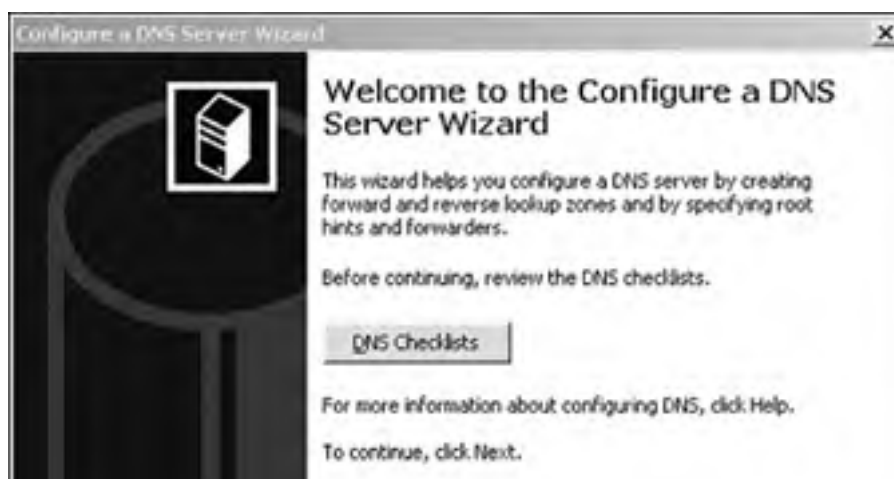 Configure a DNS Server Wizard
Welcome to the Configure a DNS
Server Wizard
This wizard helps you configure a DNS server by creating
forward and reverse lookup zones and by specifying root
hints and forwarders.
Before continuing, review the DNS checklists.
DNS Checklists
For more information about configuring DNS, click Help.
To continue, click Next.